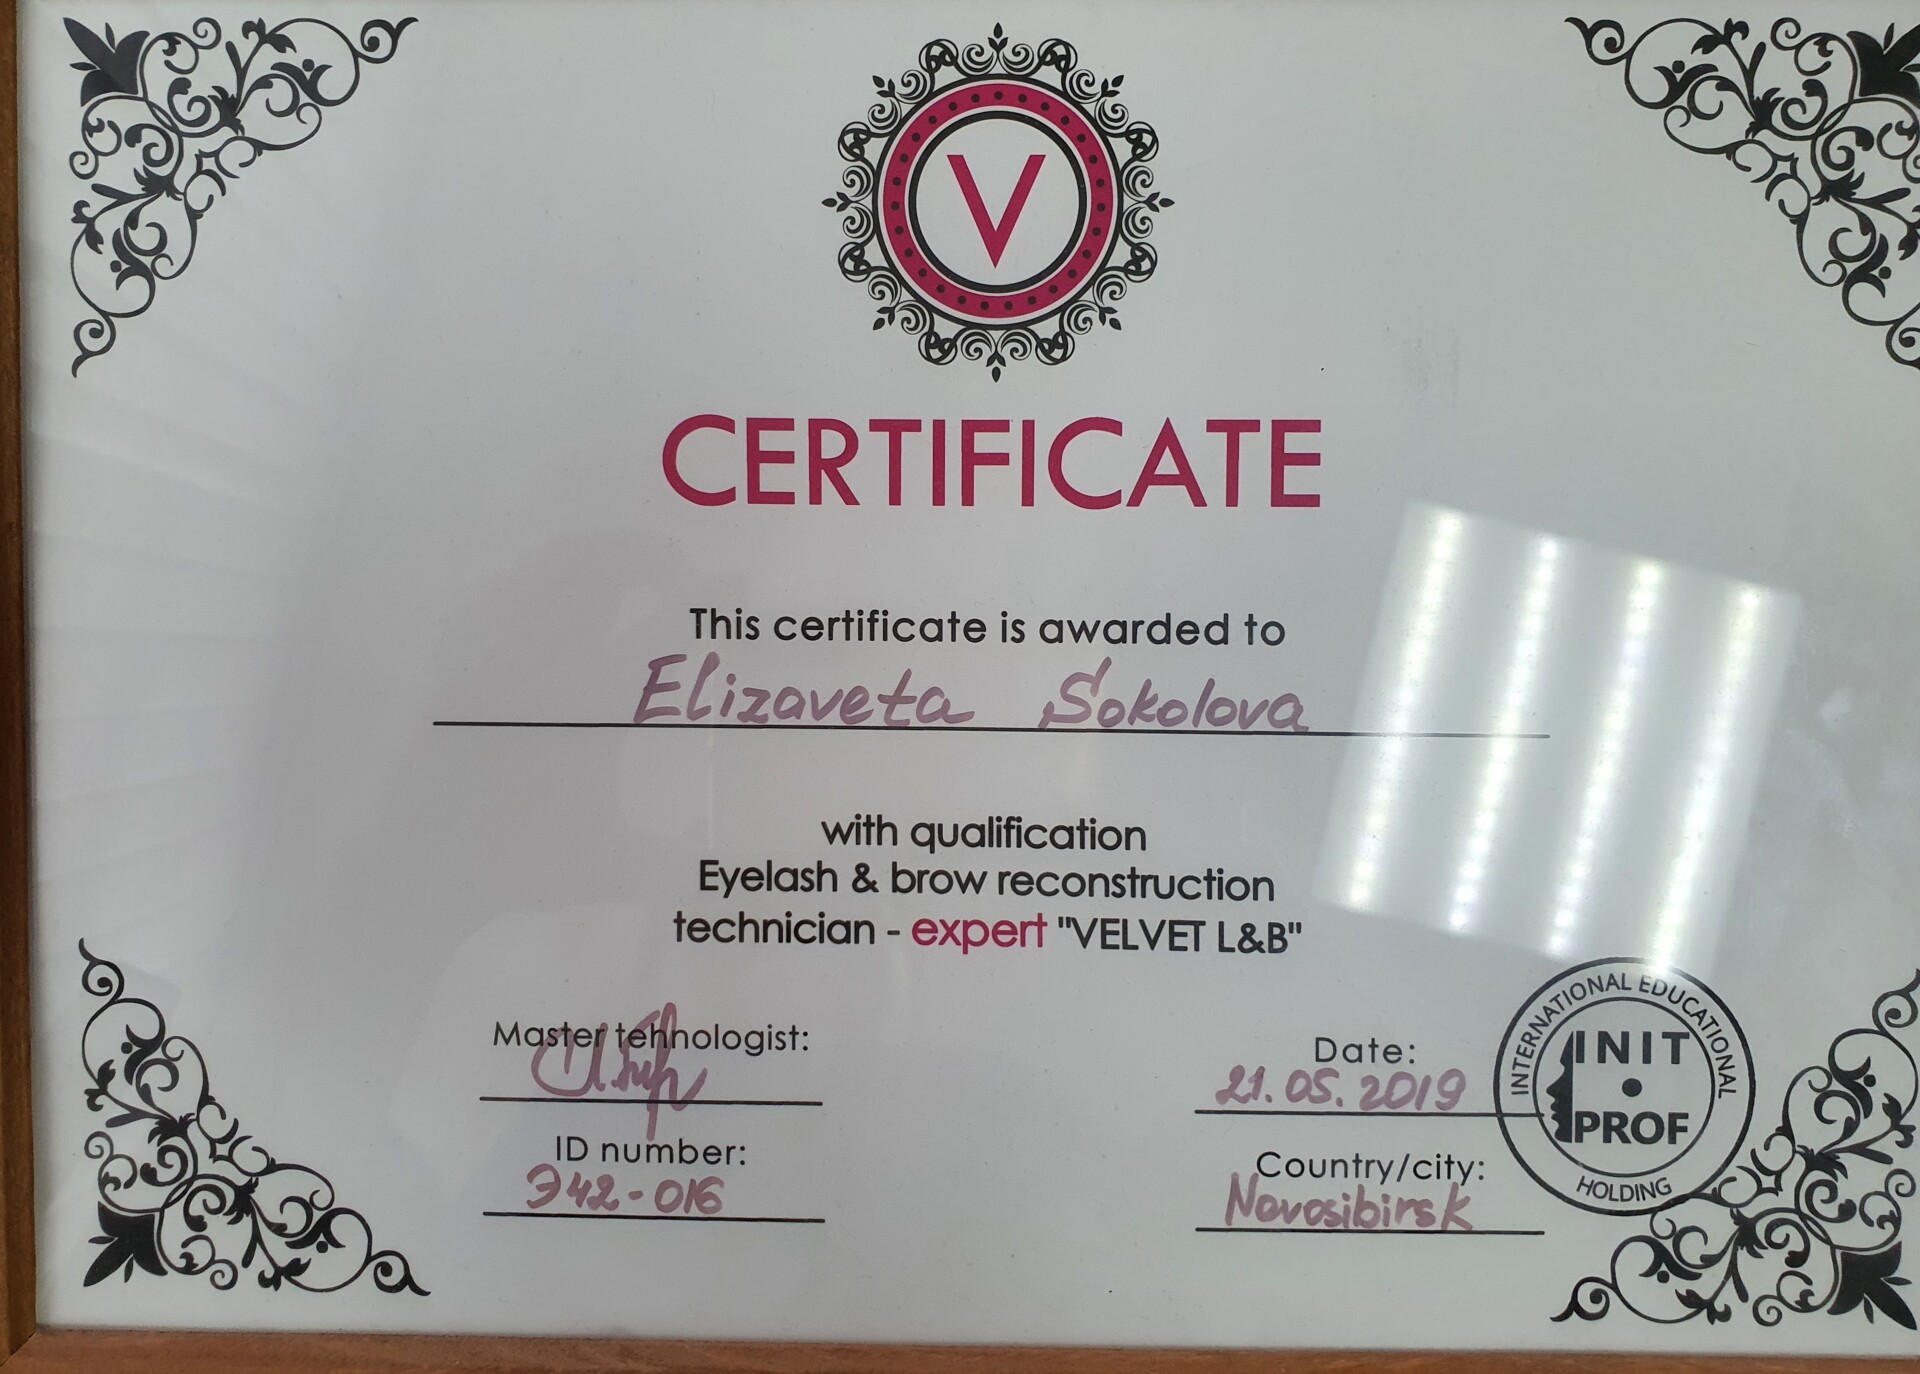 V
CERTIFICATE
This certificate is awarded to
Elizaveta Sokolova
with qualification
Eyelash & brow reconstruction
technician - expert "VELVET L&B"
Master tehnologist:
ID number:
Э42-016
Date:
21.05.2019
Country/city:
Novosibirsk
INTERNATIONAL EDUCATIONAL
INIT
PROF
HOLDING